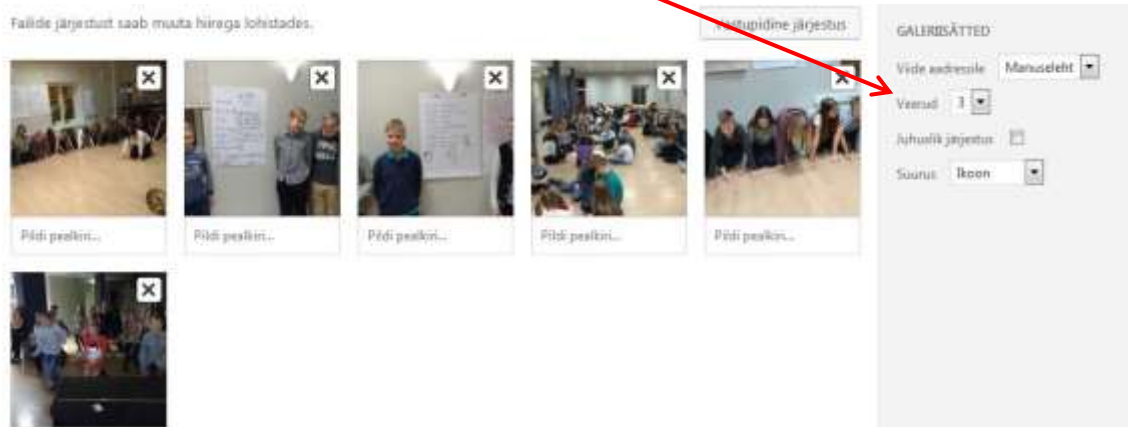 Failide järjestust saab muuta hiirega lohistades.
Vastupidine järjestus
Pildi pealkiri...
Pildi pealkiri...
Pildi pealkiri...
Pildi pealkiri...
Pildi pealkiri...
GALERIISÄTTED
Viide aadressile Manuseleht
Veerud 3
Juhuslik järjestus
Suurus Ikoon